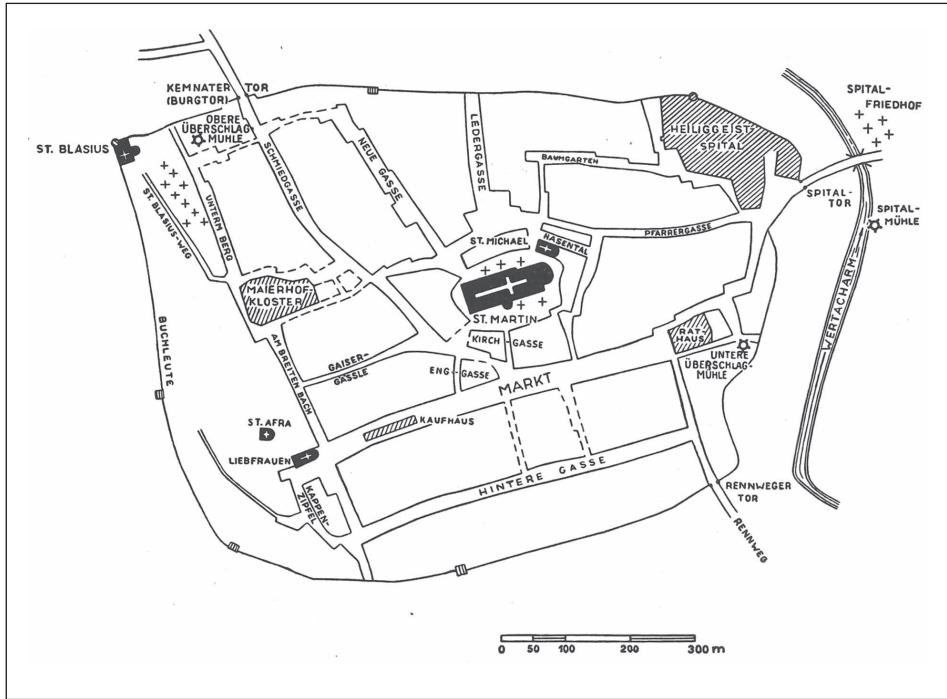 KEMNATER TOR
(BURGTOR)
OBERE
ÜBERSCHLAG
MÜHLE
ST. BLASIUS
ST. BLASIUS-WEG
UNTERM BERG
SCHMIEDGASSE
NEUE
GASSE
LEDERGASSE
BAUMGARTEN
HEILIGGEIST-
SPITAL
SPITAL-
FRIEDHOF
SPITAL-
TOR
SPITAL-
MÜHLE
WERTACHARM
PFARRERGASSE
HASENTAL
ST. MICHAEL
ST. MARTIN
MAIERHOF-
KLOSTER
KIRCH-GASSE
ENG-GASSE
MARKT
RAT-
HAUS
UNTERE
ÜBERSCHLAG-
MÜHLE
BUCHLEUTE
AM BREITEN BACH
GAISER-
GÄSSLE
ST. AFRA
KAUFHAUS
LIEBFRAUEN
KAPPEN-
ZIPFEL
HINTERE GASSE
RENNWEGER
TOR
RENNWEG
0 50 100 200 300 m